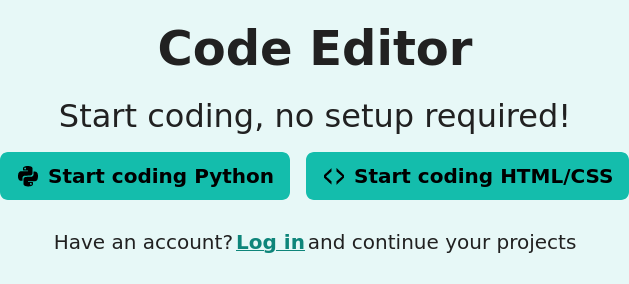 Code Editor
Start coding, no setup required!
Start coding Python
Start coding HTML/CSS
Have an account? Log in and continue your projects